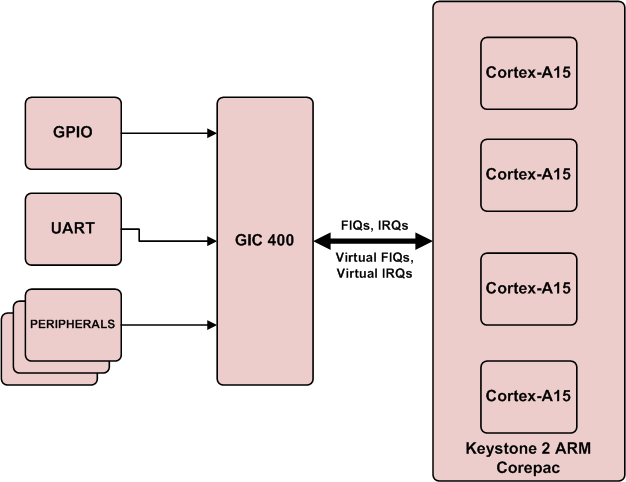 GPIO
UART
PERIPHERALS
GIC 400
FIQs, IRQs
Virtual FIQs,
Virtual IRQs
Cortex-A15
Cortex-A15
Cortex-A15
Cortex-A15
Keystone 2 ARM
Corepac